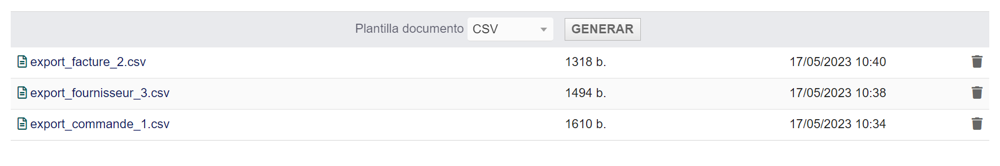 Plantilla documento CSV GENERAR
export_facture_2.csv 1318 b. 17/05/2023 10:40
export_fournisseur_3.csv 1494 b. 17/05/2023 10:38
export_commande_1.csv 1610 b. 17/05/2023 10:34